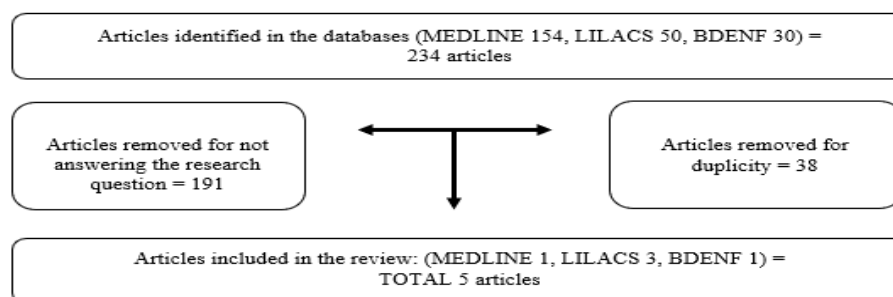 Articles identified in the databases (MEDLINE 154, LILACS 50, BDENF 30) =
234 articles
Articles removed for not
answering the research
question = 191
Articles removed for
duplicity = 38
Articles included in the review: (MEDLINE 1, LILACS 3, BDENF 1) =
TOTAL 5 articles